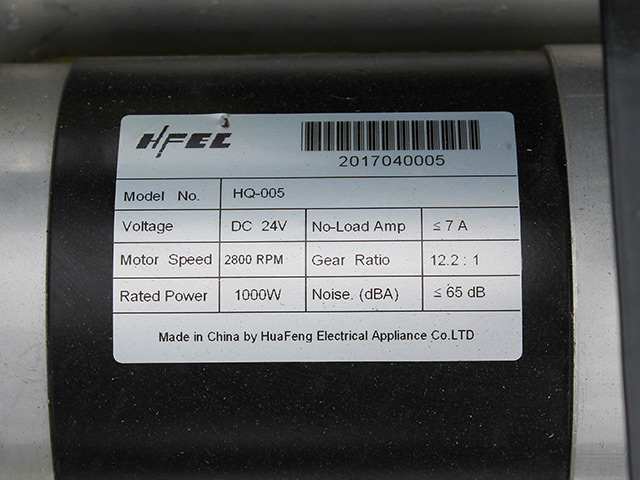 HFEC
2017040005
Model No. HQ-005
Voltage DC 24V No-Load Amp ≤ 7 A
Motor Speed 2800 RPM Gear Ratio 12.2 : 1
Rated Power 1000W Noise. (dBA) ≤ 65 dB
Made in China by HuaFeng Electrical Appliance Co.LTD